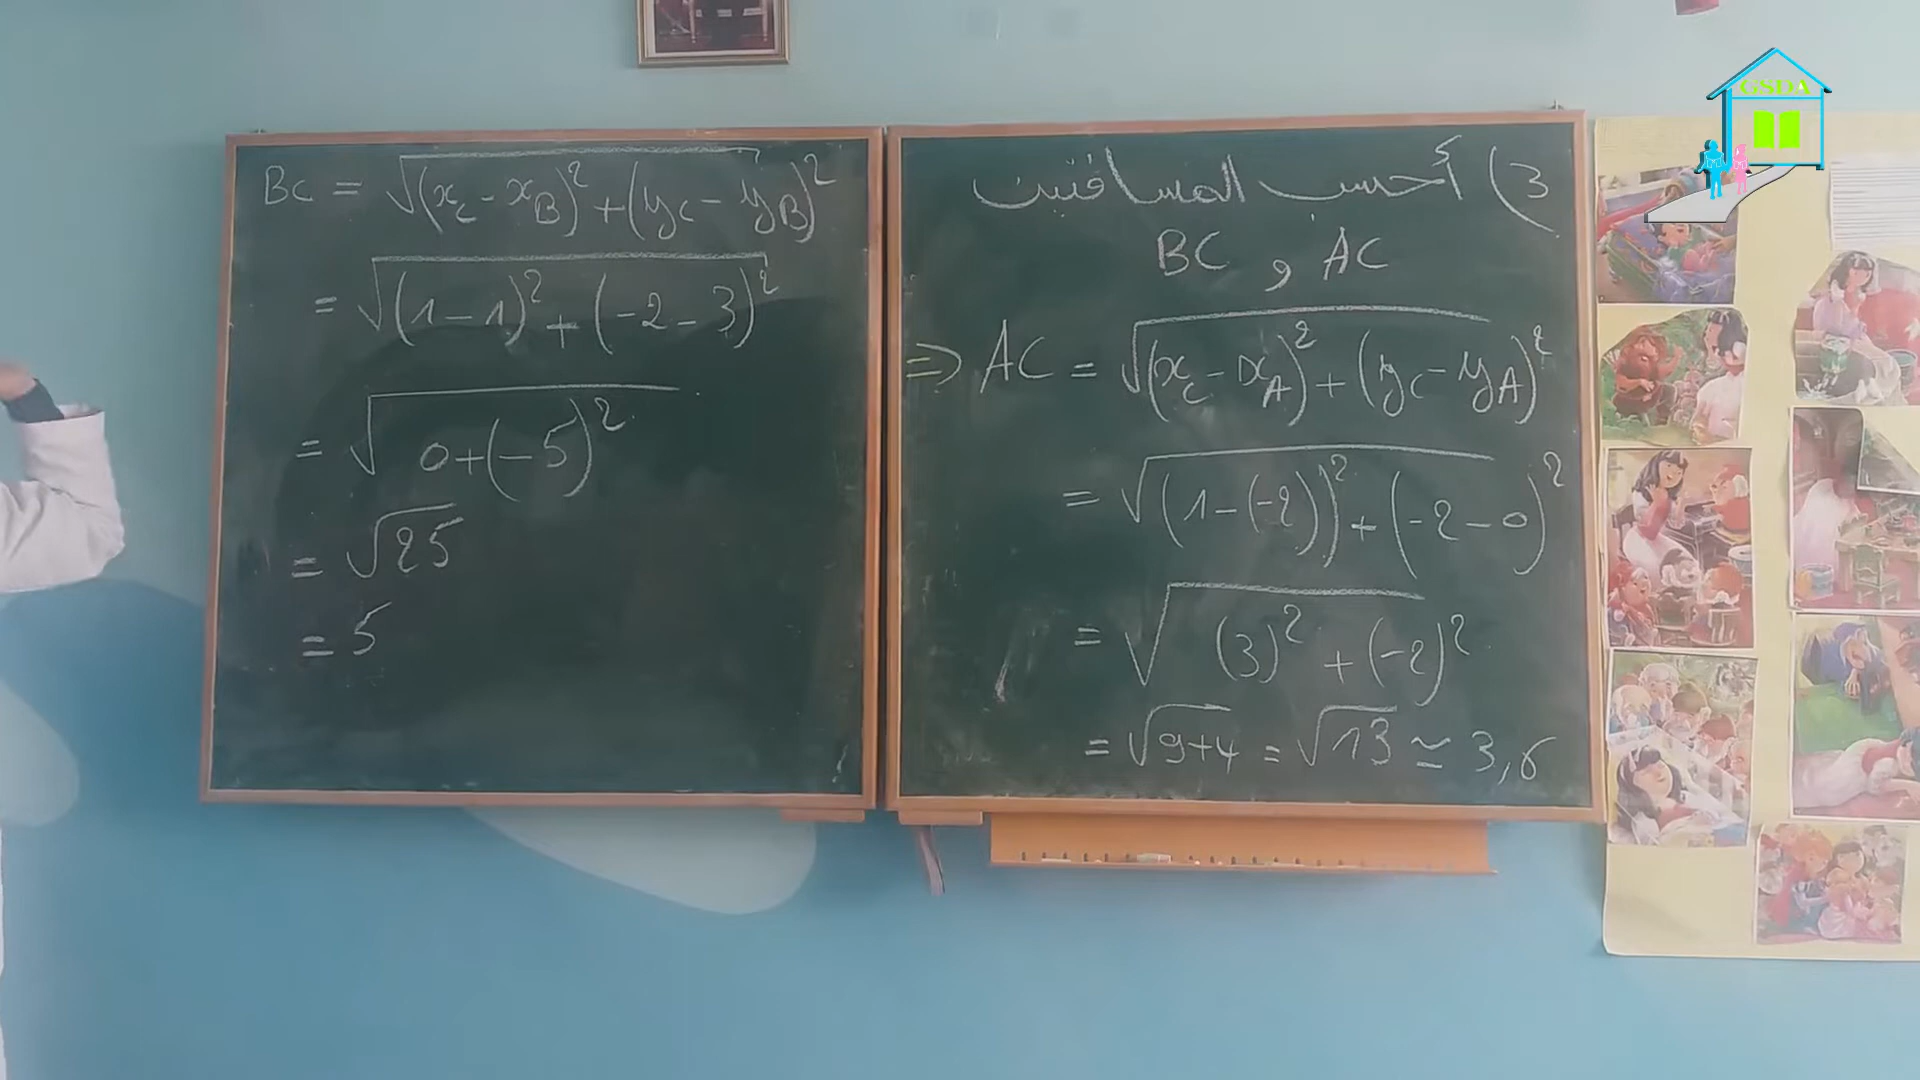 3) أحسب المسافتين
AC و BC
⇒ AC = √(x_C - x_A)² + (y_C - y_A)²
= √(1-(-2))² + (-2-0)²
= √(3)² + (-2)²
= √9+4 = √13 ≃ 3,6
BC = √(x_C - x_B)² + (y_C - y_B)²
= √(1-1)² + (-2-3)²
= √0+(-5)²
= √25
= 5
GSDA